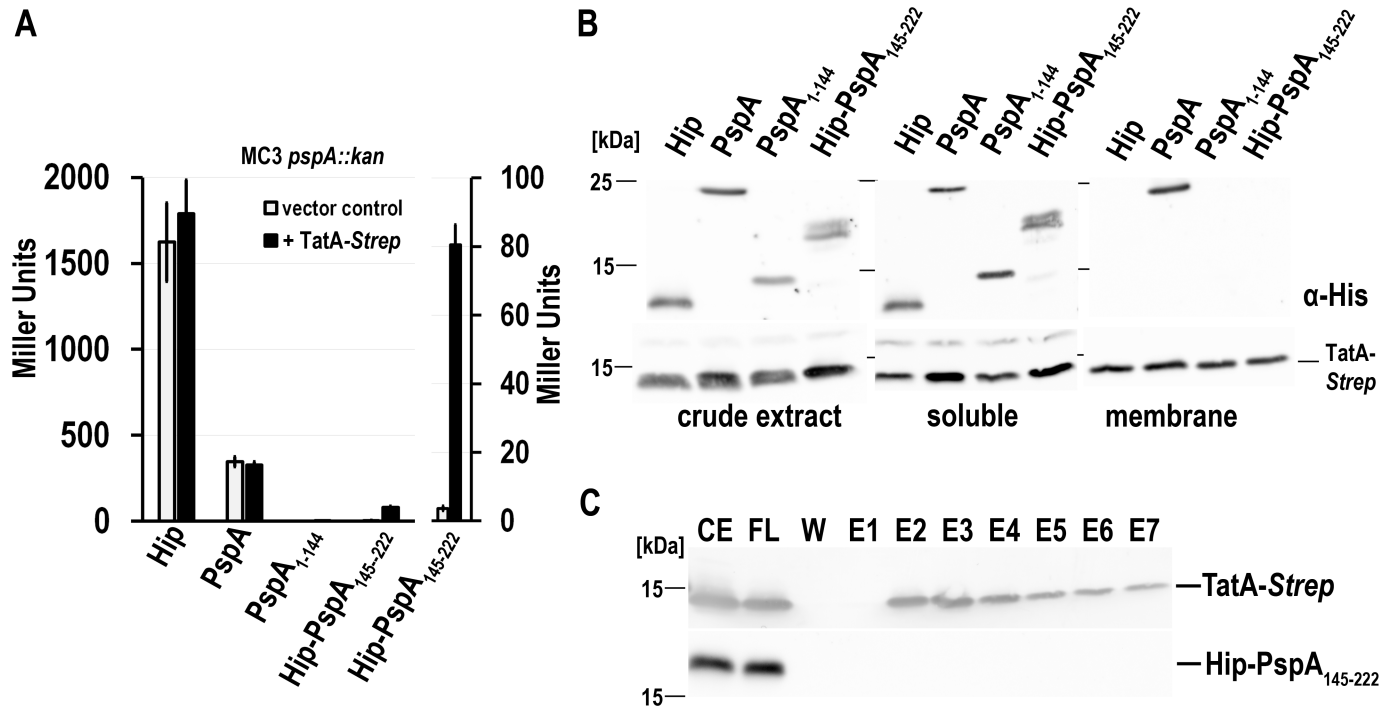 A
MC3 pspA::kan
vector control
+ TatA-Strep
Miller Units
2000
1500
1000
500
0
100
80
60
40
20
0
Miller Units
Hip
PspA
PspA1-144
Hip-PspA145--222
Hip-PspA145-222
B
[kDa]
Hip
PspA
PspA1-144
Hip-PspA145-222
Hip
PspA
PspA1-144
Hip-PspA145-222
Hip
PspA
PspA1-144
Hip-PspA145-222
25
15
α-His
15
TatA-
Strep
crude extract
soluble
membrane
C
[kDa]
CE FL W E1 E2 E3 E4 E5 E6 E7
15
TatA-Strep
Hip-PspA145-222
15